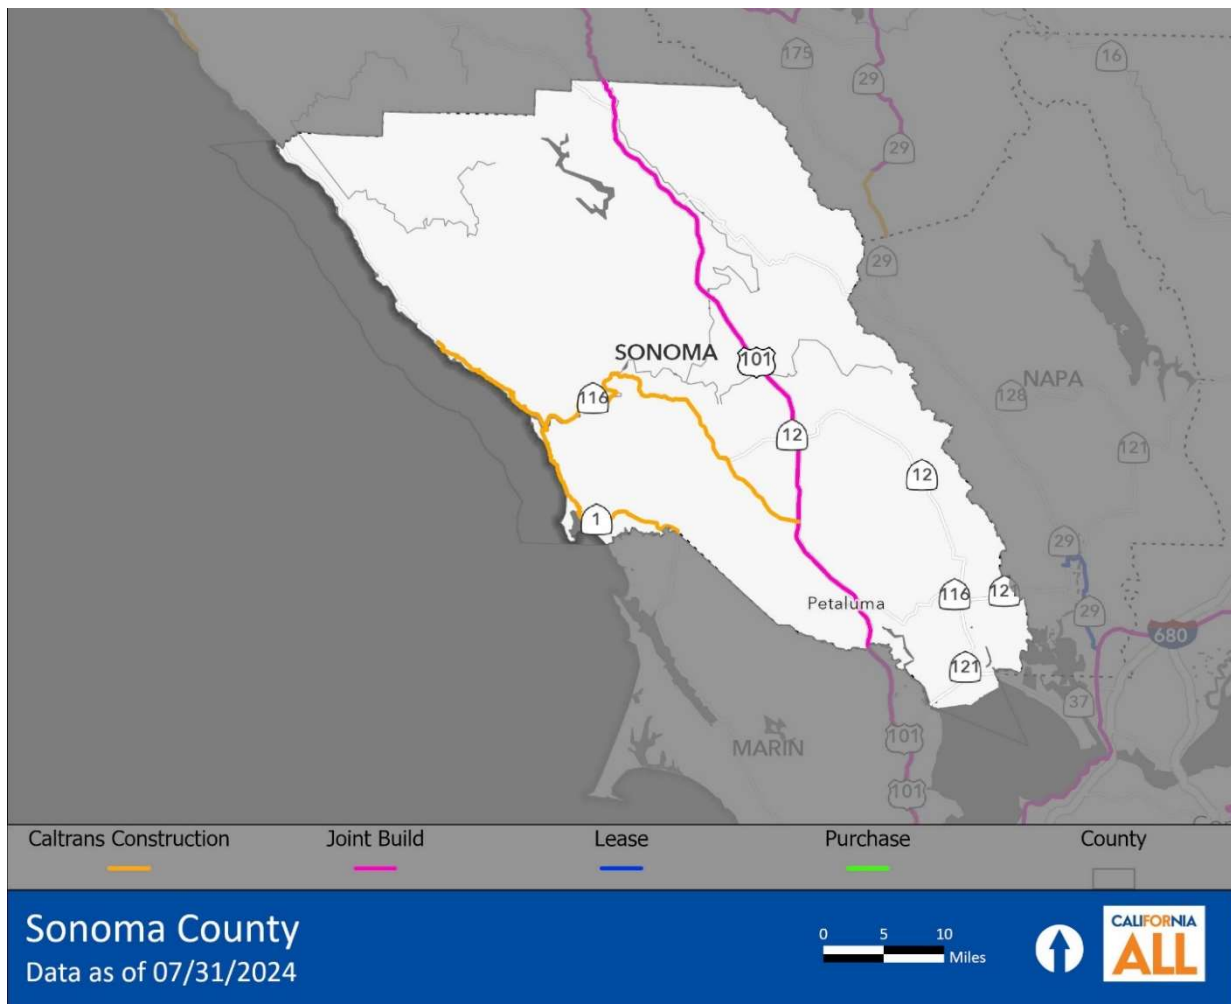 175
16
29
29
29
SONOMA
101
NAPA
116
128
12
121
12
1
29
Petaluma
116
121
29
680
121
37
MARIN
101
101
Caltrans Construction
Joint Build
Lease
Purchase
County
Sonoma County
Data as of 07/31/2024
0 5 10
Miles
CALIFORNIA
ALL